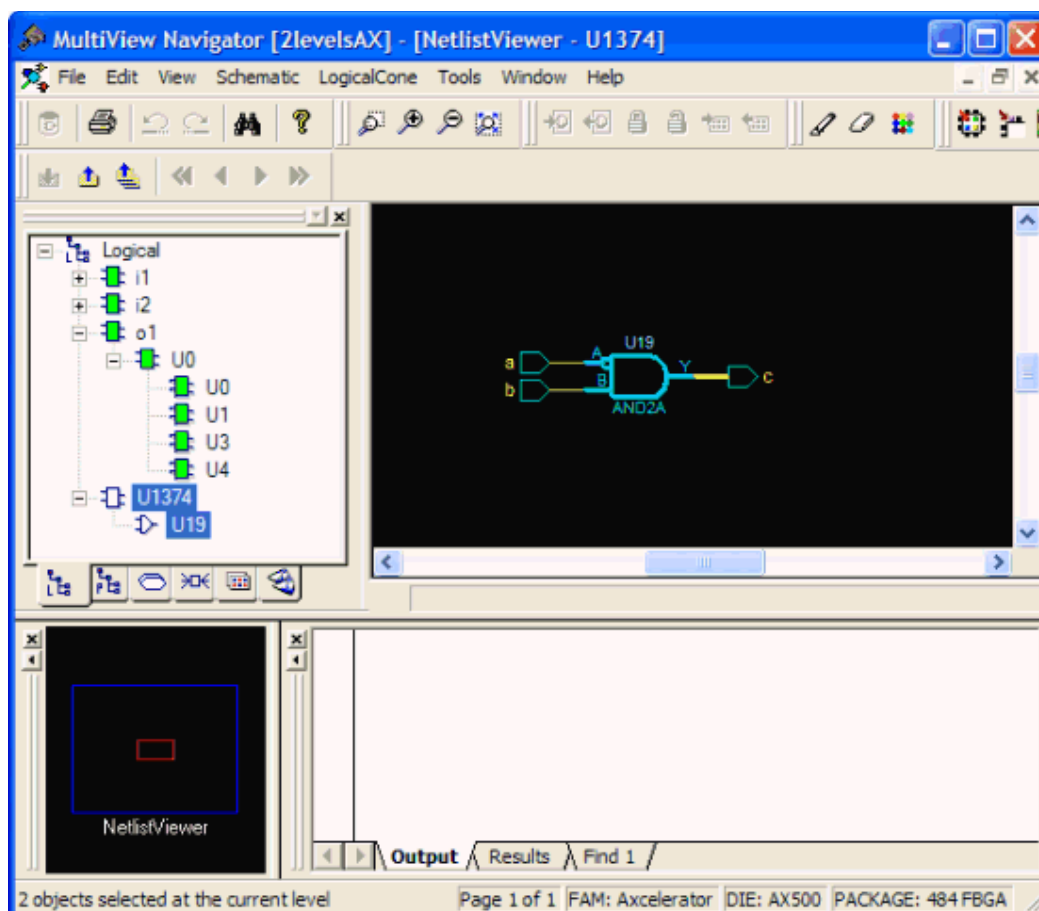 MultiView Navigator [2levelsAX] - [NetlistViewer - U1374]
File Edit View Schematic LogicalCone Tools Window Help
Logical
i1
i2
o1
U0
U0
U1
U3
U4
U1374
U19
U19
a
A
Y
c
b
B
AND2A
NetlistViewer
Output Results Find 1
2 objects selected at the current level Page 1 of 1 FAM: Axcelerator DIE: AX500 PACKAGE: 484 FBGA